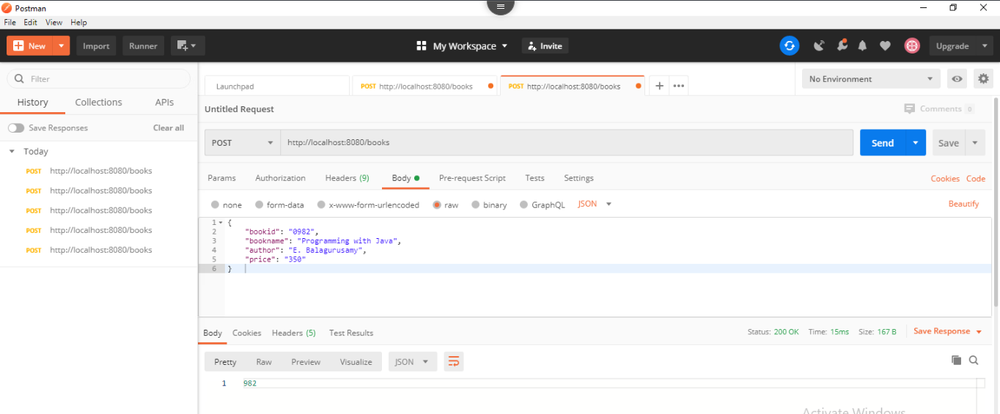 Postman
File Edit View Help
New Import Runner My Workspace Invite Upgrade
Filter
History Collections APIs
Save Responses Clear all
Today
POST http://localhost:8080/books
POST http://localhost:8080/books
POST http://localhost:8080/books
POST http://localhost:8080/books
POST http://localhost:8080/books
Launchpad POST http://localhost:8080/books POST http://localhost:8080/books + ••• No Environment
Untitled Request Comments 0
POST http://localhost:8080/books Send Save
Params Authorization Headers (9) Body Pre-request Script Tests Settings Cookies Code
none form-data x-www-form-urlencoded raw binary GraphQL JSON Beautify
1 {
2 "bookid": "0982",
3 "bookname": "Programming with Java",
4 "author": "E. Balagurusamy",
5 "price": "350"
6 }
Body Cookies Headers (5) Test Results Status: 200 OK Time: 15ms Size: 167 B Save Response
Pretty Raw Preview Visualize JSON
1 982
Activate Windows